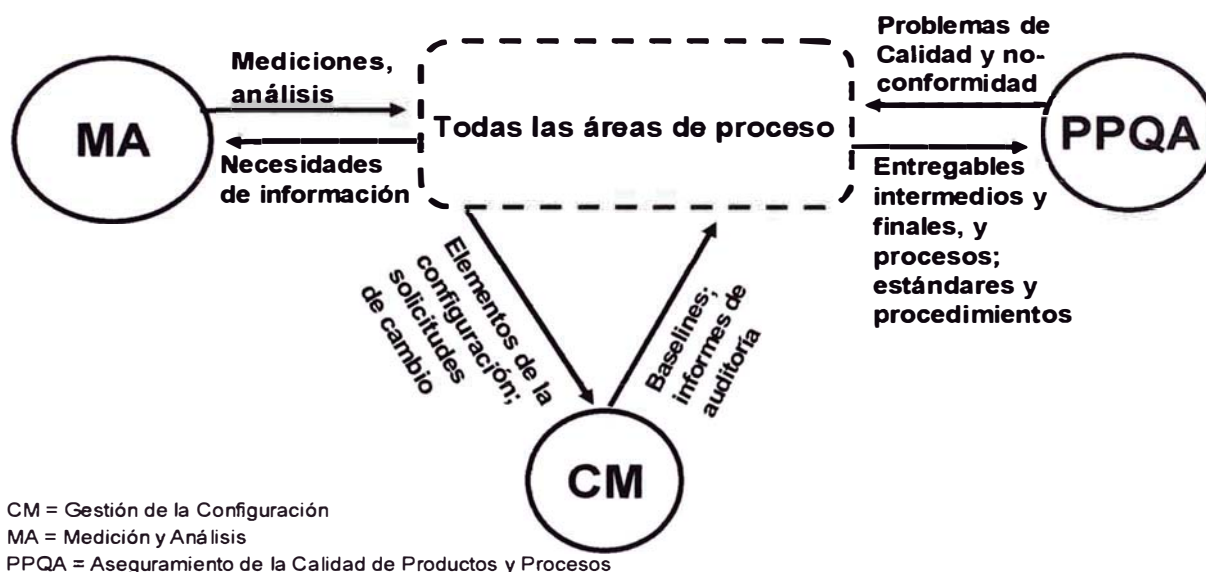 Mediciones,
análisis
MA
Necesidades
de información
Todas las áreas de proceso
Problemas de
Calidad y no-
conformidad
PPQA
Entregables
intermedios y
finales, y
procesos;
estándares y
procedimientos
Elementos de la
configuración;
solicitudes
de cambio
Baselines;
informes de
auditoría
CM
CM = Gestión de la Configuración
MA = Medición y Análisis
PPQA = Aseguramiento de la Calidad de Productos y Procesos